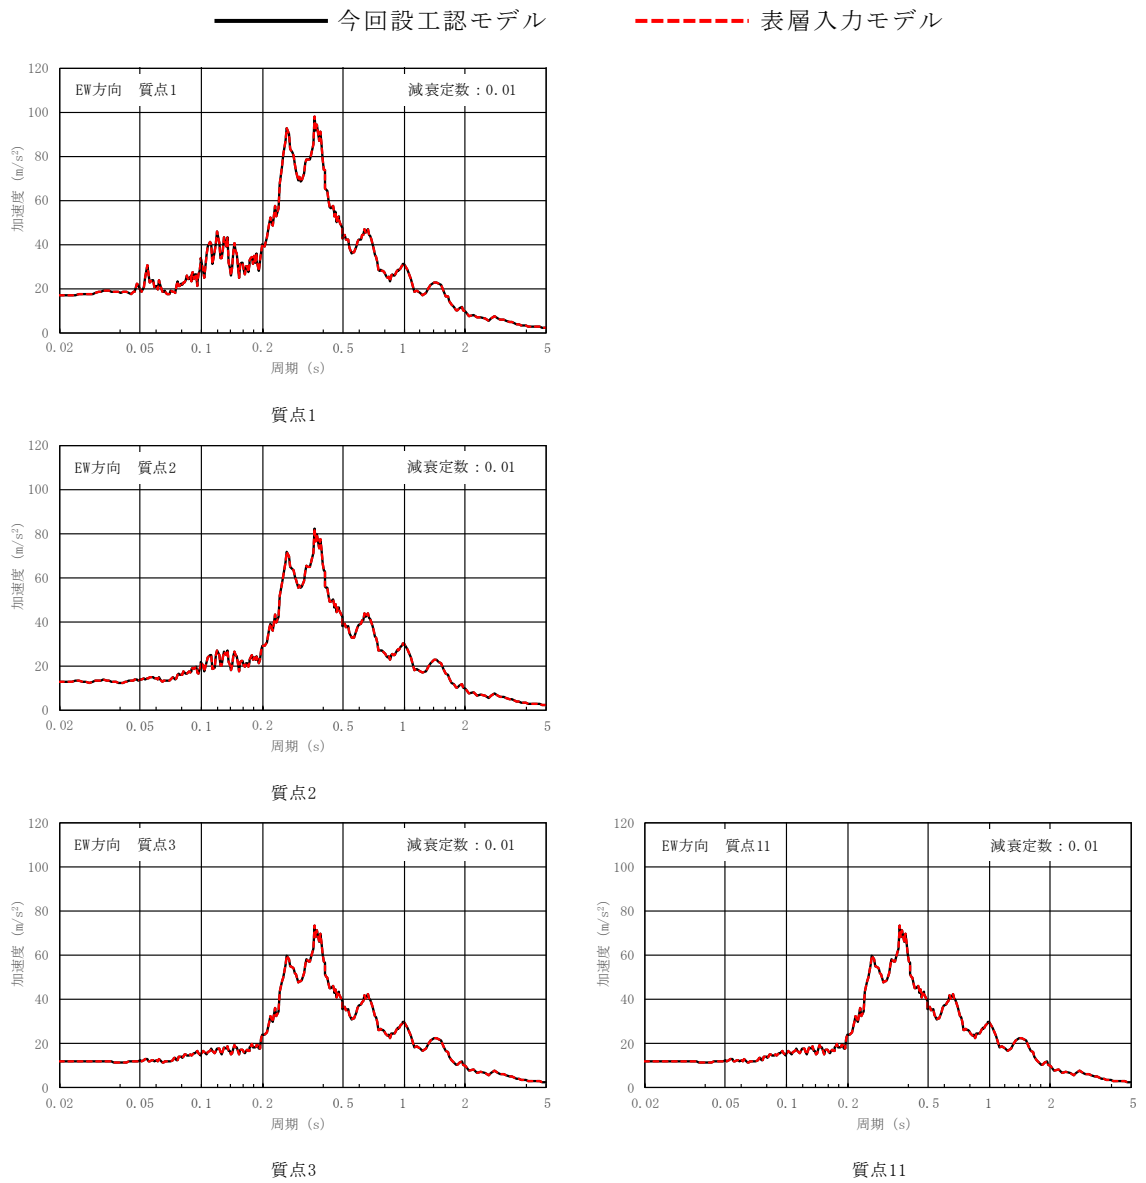 今回設工認モデル 表層入力モデル
120
EW方向 質点1 減衰定数:0.01
100
80
60
40
20
0
加速度 (m/s²)
0.02 0.05 0.1 0.2 0.5 1 2 5
周期 (s)
質点1
120
EW方向 質点2 減衰定数:0.01
100
80
60
40
20
0
加速度 (m/s²)
0.02 0.05 0.1 0.2 0.5 1 2 5
周期 (s)
質点2
120
EW方向 質点3 減衰定数:0.01
100
80
60
40
20
0
加速度 (m/s²)
0.02 0.05 0.1 0.2 0.5 1 2 5
周期 (s)
質点3
120
EW方向 質点11 減衰定数:0.01
100
80
60
40
20
0
加速度 (m/s²)
0.02 0.05 0.1 0.2 0.5 1 2 5
周期 (s)
質点11